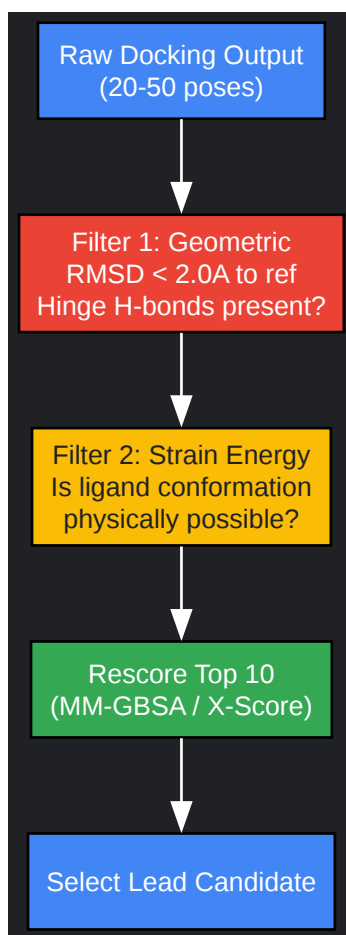 Raw Docking Output
(20-50 poses)
Filter 1: Geometric
RMSD < 2.0A to ref
Hinge H-bonds present?
Filter 2: Strain Energy
Is ligand conformation
physically possible?
Rescore Top 10
(MM-GBSA / X-Score)
Select Lead Candidate